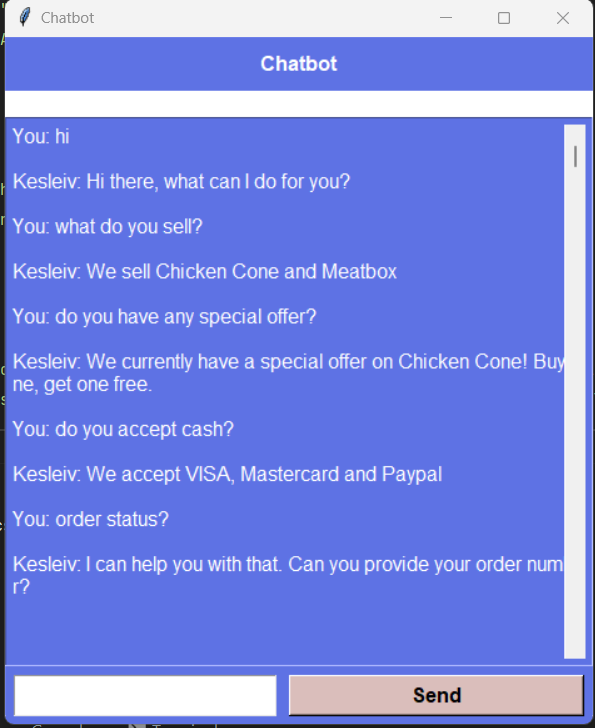 Chatbot
Chatbot
You: hi
Kesleiv: Hi there, what can I do for you?
You: what do you sell?
Kesleiv: We sell Chicken Cone and Meatbox
You: do you have any special offer?
Kesleiv: We currently have a special offer on Chicken Cone! Buy
ne, get one free.
You: do you accept cash?
Kesleiv: We accept VISA, Mastercard and Paypal
You: order status?
Kesleiv: I can help you with that. Can you provide your order num
r?
Send